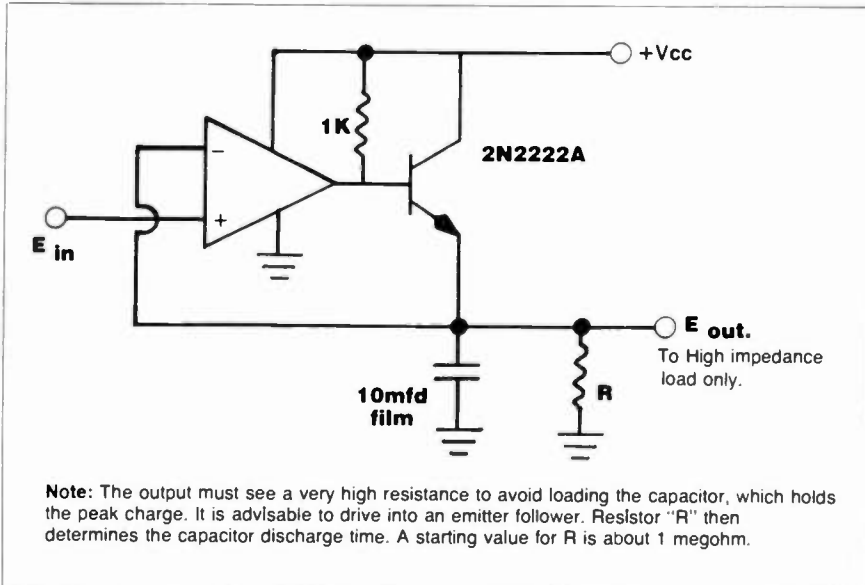 +Vcc
1K
2N2222A
−
+
E in
E out.
To High impedance
load only.
10mfd
film
R
Note: The output must see a very high resistance to avoid loading the capacitor, which holds
the peak charge. It is advisable to drive into an emitter follower. Resistor "R" then
determines the capacitor discharge time. A starting value for R is about 1 megohm.